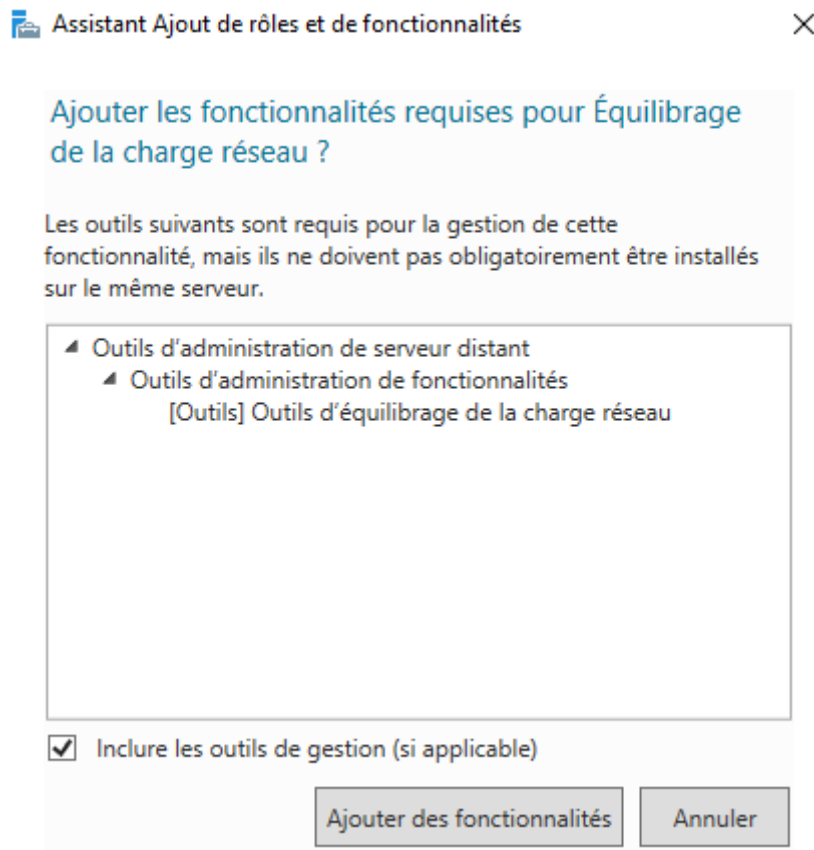 Assistant Ajout de rôles et de fonctionnalités
Ajouter les fonctionnalités requises pour Équilibrage
de la charge réseau ?
Les outils suivants sont requis pour la gestion de cette
fonctionnalité, mais ils ne doivent pas obligatoirement être installés
sur le même serveur.
Outils d'administration de serveur distant
Outils d'administration de fonctionnalités
[Outils] Outils d’équilibrage de la charge réseau
Inclure les outils de gestion (si applicable)
Ajouter des fonctionnalités
Annuler